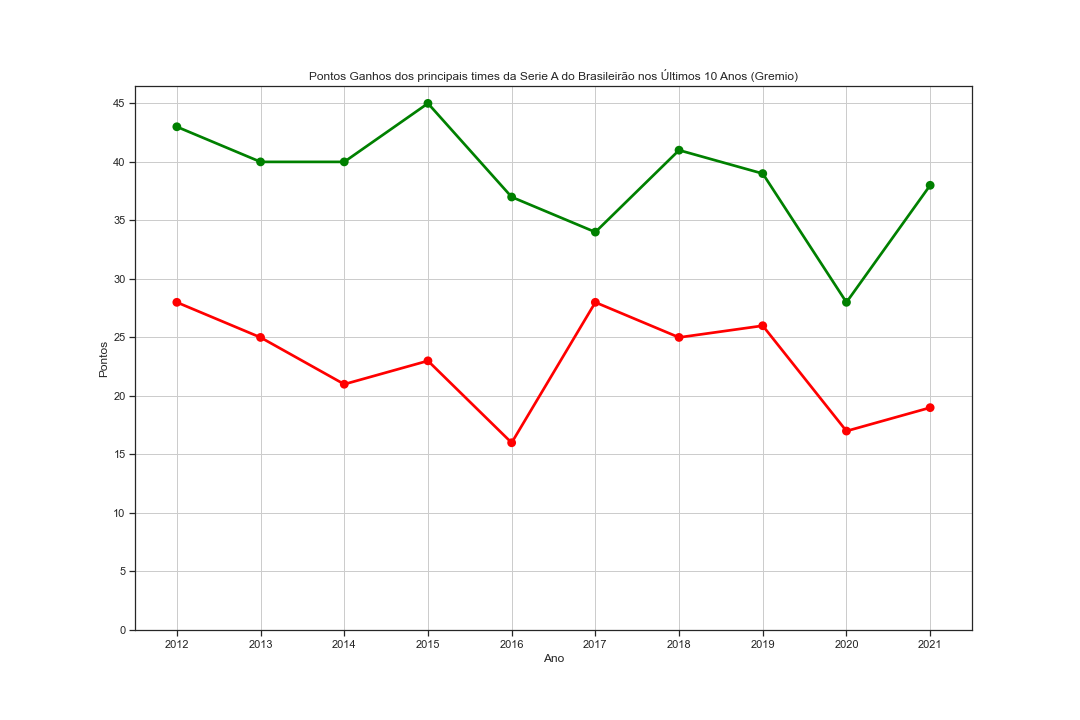 Pontos Ganhos dos principais times da Serie A do Brasileirão nos Últimos 10 Anos (Gremio)
45
40
35
30
25
20
15
10
5
0
Pontos
2012 2013 2014 2015 2016 2017 2018 2019 2020 2021
Ano